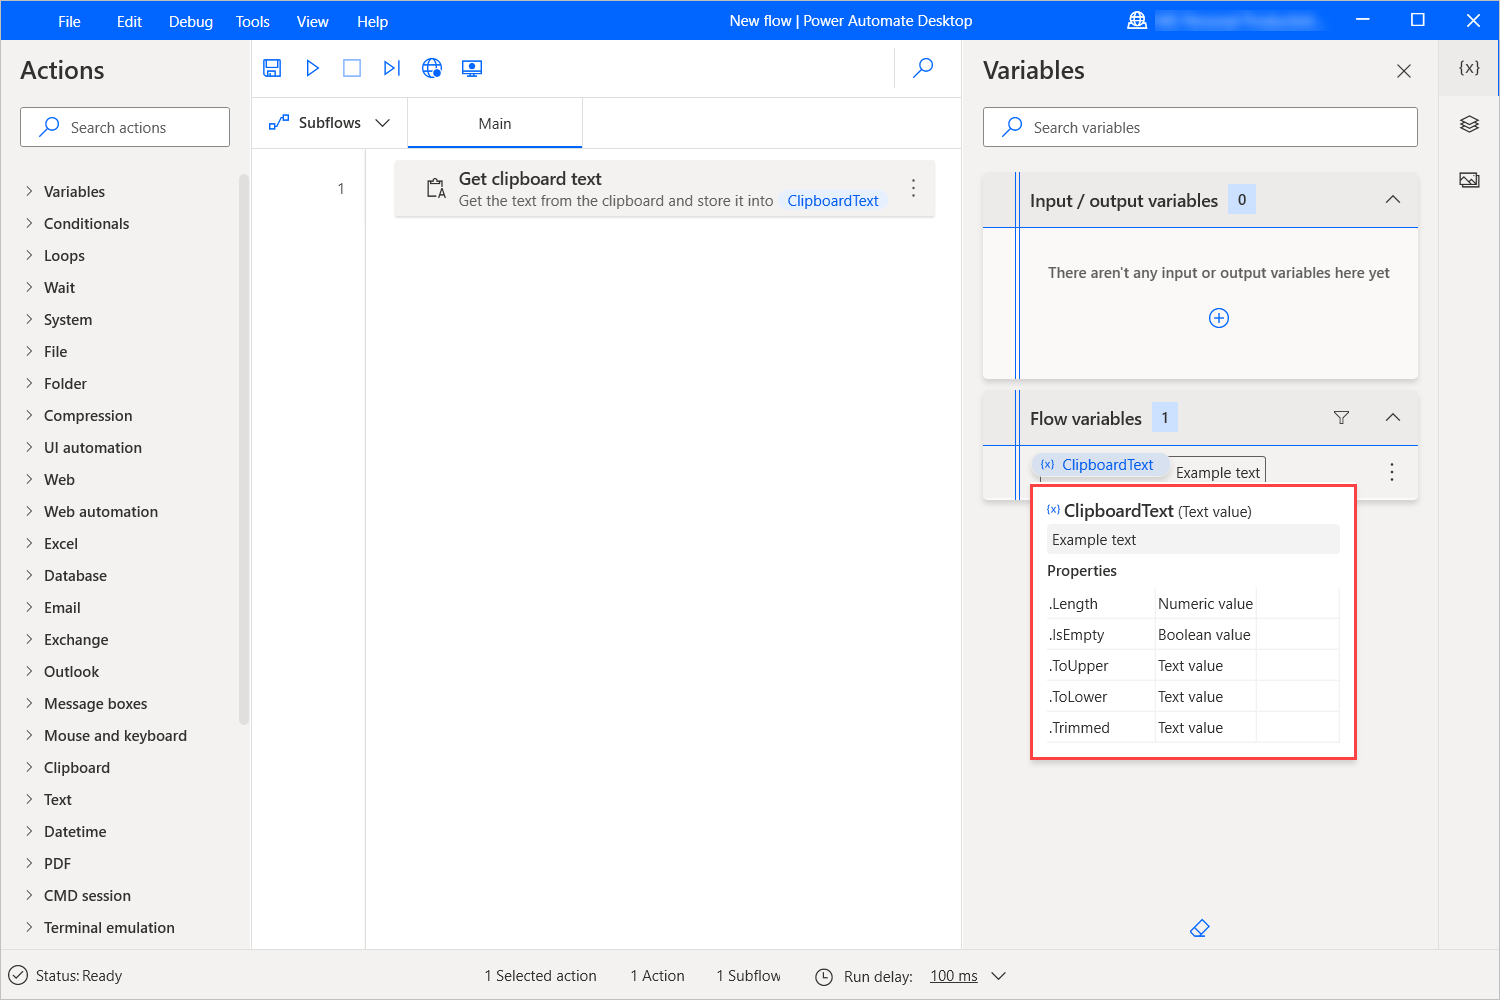 File Edit Debug Tools View Help
New flow | Power Automate Desktop
Actions
Search actions
Variables
Conditionals
Loops
Wait
System
File
Folder
Compression
UI automation
Web
Web automation
Excel
Database
Email
Exchange
Outlook
Message boxes
Mouse and keyboard
Clipboard
Text
Datetime
PDF
CMD session
Terminal emulation
Subflows
Main
1
Get clipboard text
Get the text from the clipboard and store it into ClipboardText
Variables
{x}
Search variables
Input / output variables 0
There aren't any input or output variables here yet
Flow variables 1
{x} ClipboardText Example text
{x} ClipboardText (Text value)
Example text
Properties
.Length Numeric value
.IsEmpty Boolean value
.ToUpper Text value
.ToLower Text value
.Trimmed Text value
Status: Ready
1 Selected action
1 Action
1 Subflow
Run delay: 100 ms